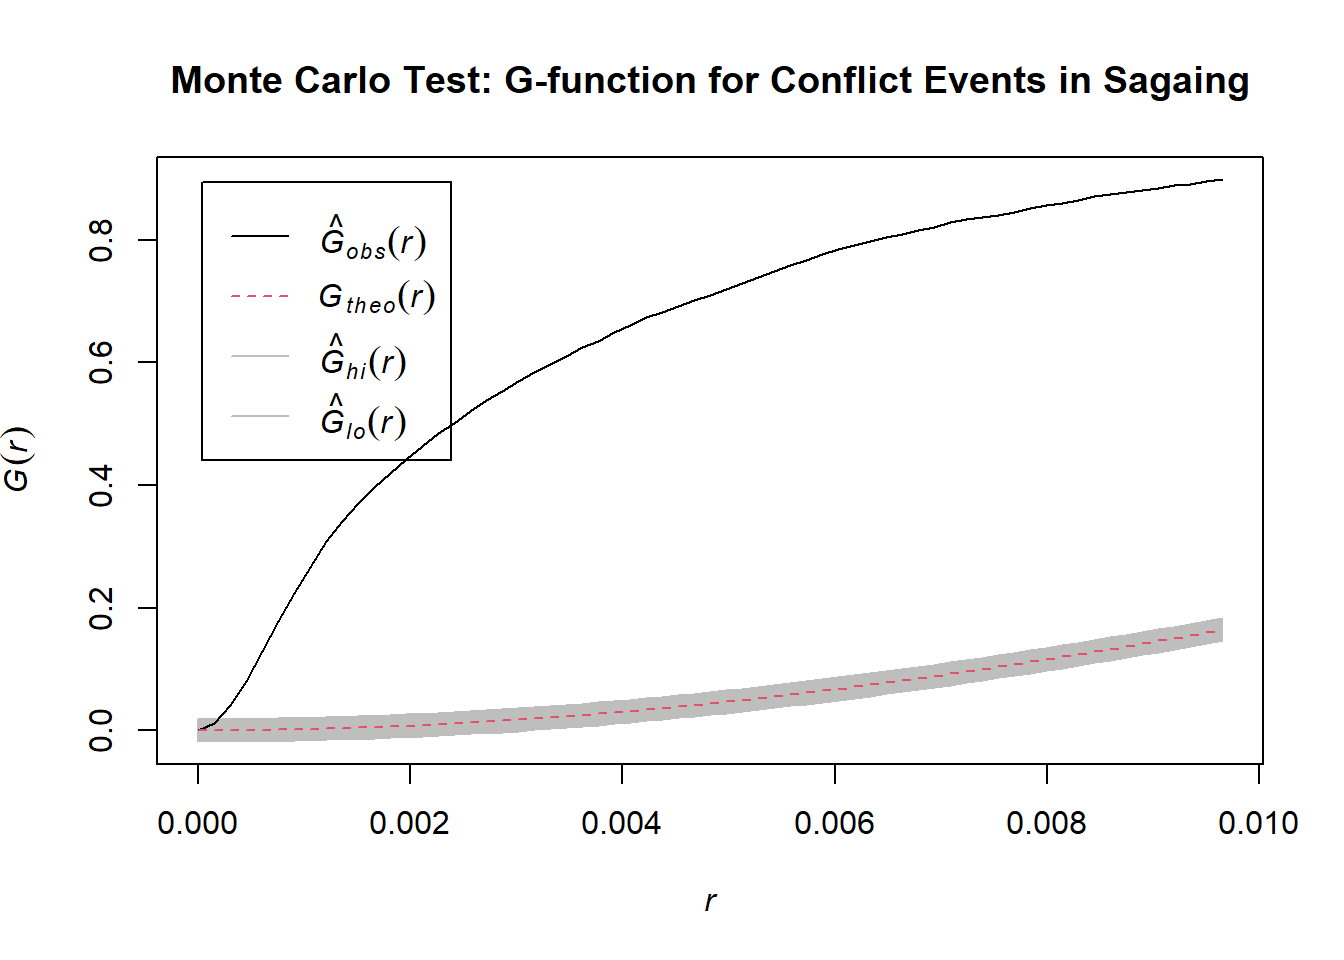 Monte Carlo Test: G-function for Conflict Events in Sagaing
Ĝobs(r)
Gtheo(r)
Ĝhi(r)
Ĝlo(r)
G(r)
0.8
0.6
0.4
0.2
0.0
0.000 0.002 0.004 0.006 0.008 0.010
r